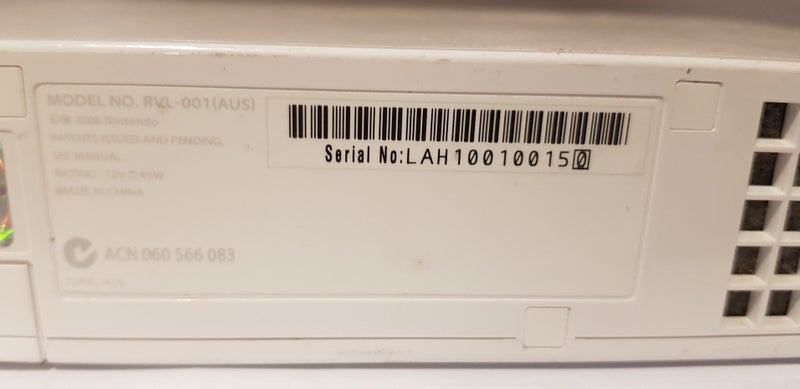 MODEL NO. RVL-001(AUS)
©® 2006 Nintendo
PATENTS ISSUED AND PENDING.
SEE MANUAL.
RATING : 12V ⎓ 45W
MADE IN CHINA
ACN 060 566 083
Serial No:LAH100100150